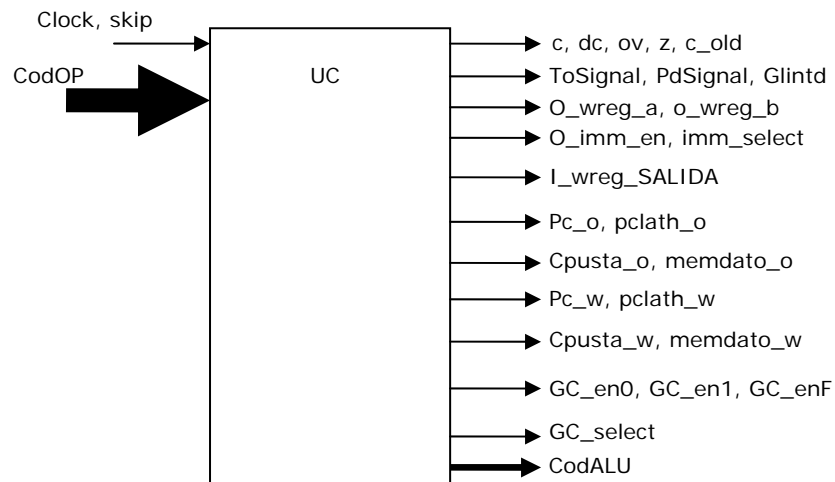 Clock, skip
CodOP
UC
c, dc, ov, z, c_old
ToSignal, PdSignal, Glintd
O_wreg_a, o_wreg_b
O_imm_en, imm_select
I_wreg_SALIDA
Pc_o, pclath_o
Cpusta_o, memdato_o
Pc_w, pclath_w
Cpusta_w, memdato_w
GC_en0, GC_en1, GC_enF
GC_select
CodALU